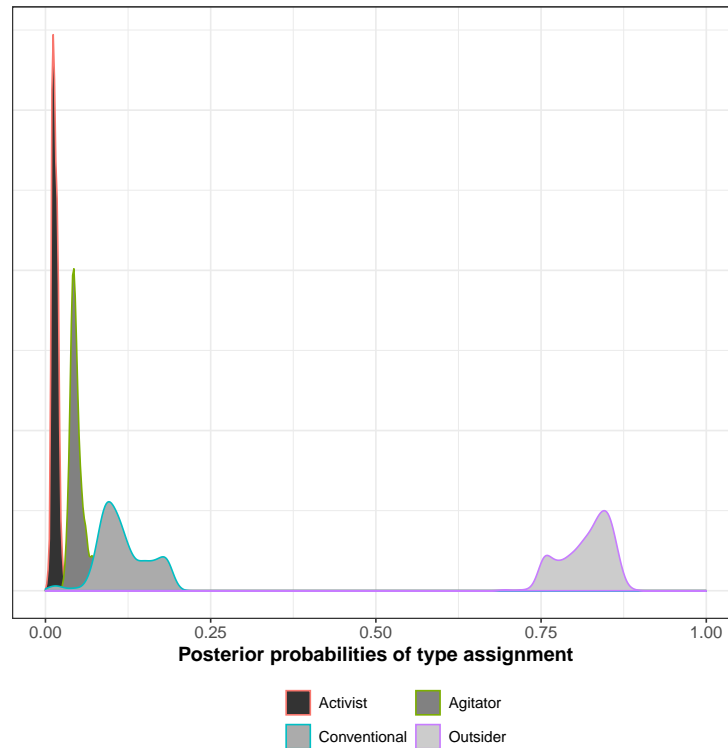 0.00 0.25 0.50 0.75 1.00
Posterior probabilities of type assignment
Activist Agitator
Conventional Outsider